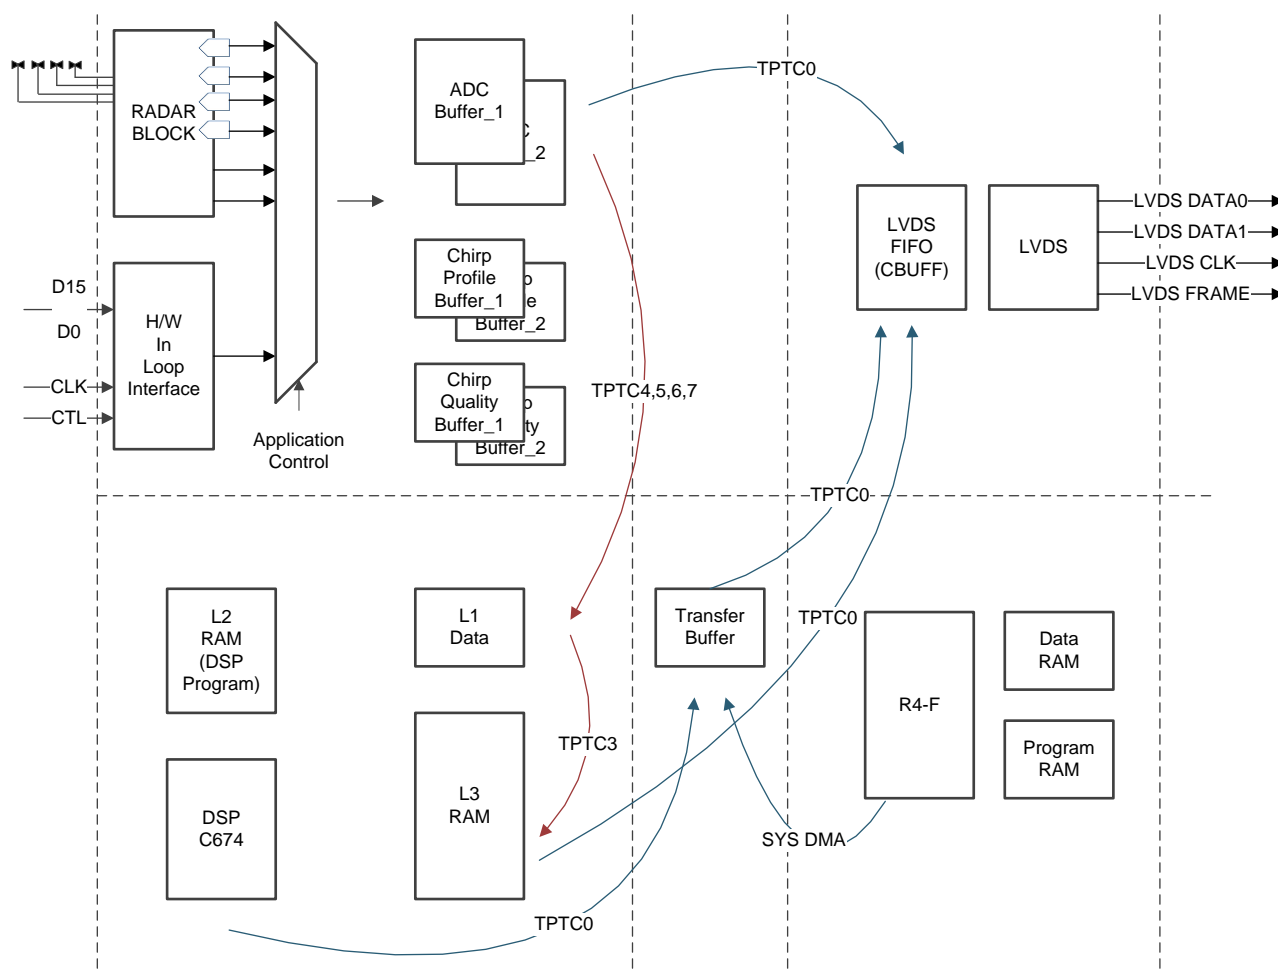 RADAR
BLOCK
D15
D0
CLK
CTL
H/W
In
Loop
Interface
Application
Control
ADC
Buffer_1
C
_2
Chirp
Profile
Buffer_1
o
e
Buffer_2
Chirp
Quality
Buffer_1
o
ty
Buffer_2
TPTC0
TPTC4,5,6,7
LVDS
FIFO
(CBUFF)
LVDS
LVDS DATA0
LVDS DATA1
LVDS CLK
LVDS FRAME
TPTC0
TPTC0
L2
RAM
(DSP
Program)
L1
Data
Transfer
Buffer
R4-F
Data
RAM
Program
RAM
DSP
C674
L3
RAM
TPTC3
SYS DMA
TPTC0